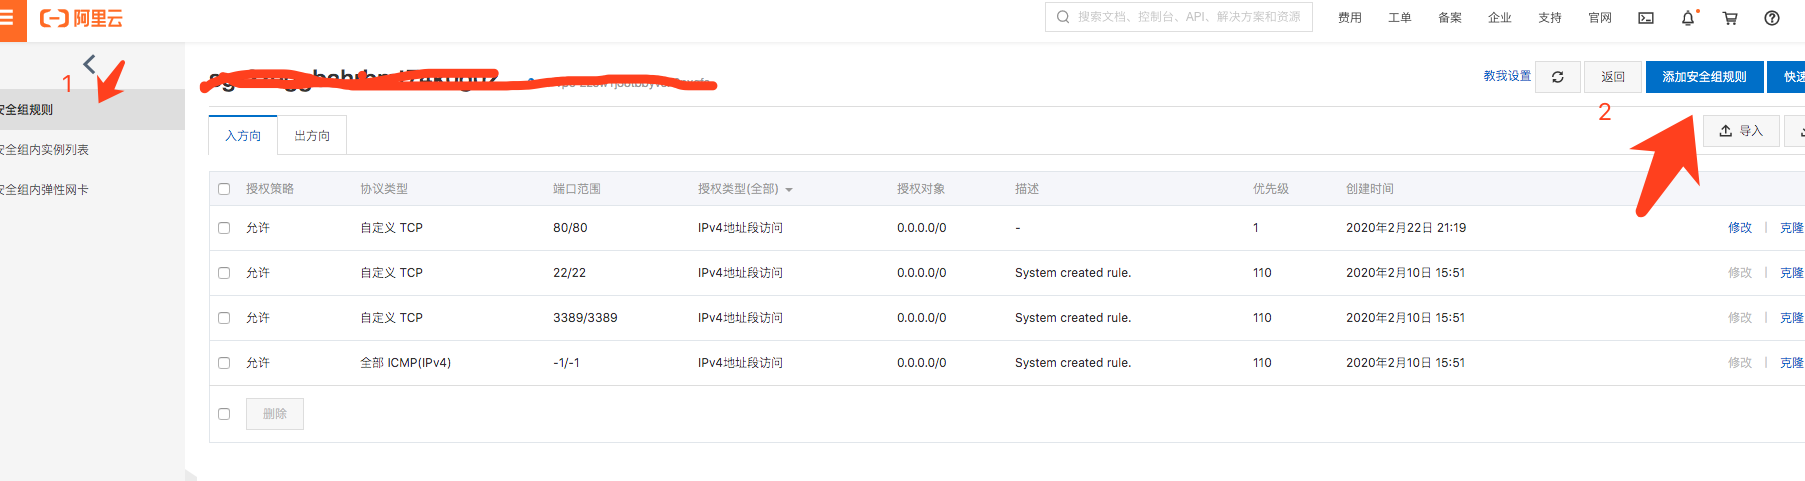 阿里云
搜索文档、控制台、API、解决方案和资源
费用 工单 备案 企业 支持 官网
1
教我设置 返回 添加安全组规则 快速
安全组规则
2
入方向 出方向 导入
安全组内实例列表
安全组内弹性网卡
授权策略 协议类型 端口范围 授权类型(全部) 授权对象 描述 优先级 创建时间
允许 自定义 TCP 80/80 IPv4地址段访问 0.0.0.0/0 - 1 2020年2月22日 21:19 修改 | 克隆
允许 自定义 TCP 22/22 IPv4地址段访问 0.0.0.0/0 System created rule. 110 2020年2月10日 15:51 修改 | 克隆
允许 自定义 TCP 3389/3389 IPv4地址段访问 0.0.0.0/0 System created rule. 110 2020年2月10日 15:51 修改 | 克隆
允许 全部 ICMP(IPv4) -1/-1 IPv4地址段访问 0.0.0.0/0 System created rule. 110 2020年2月10日 15:51 修改 | 克隆
删除